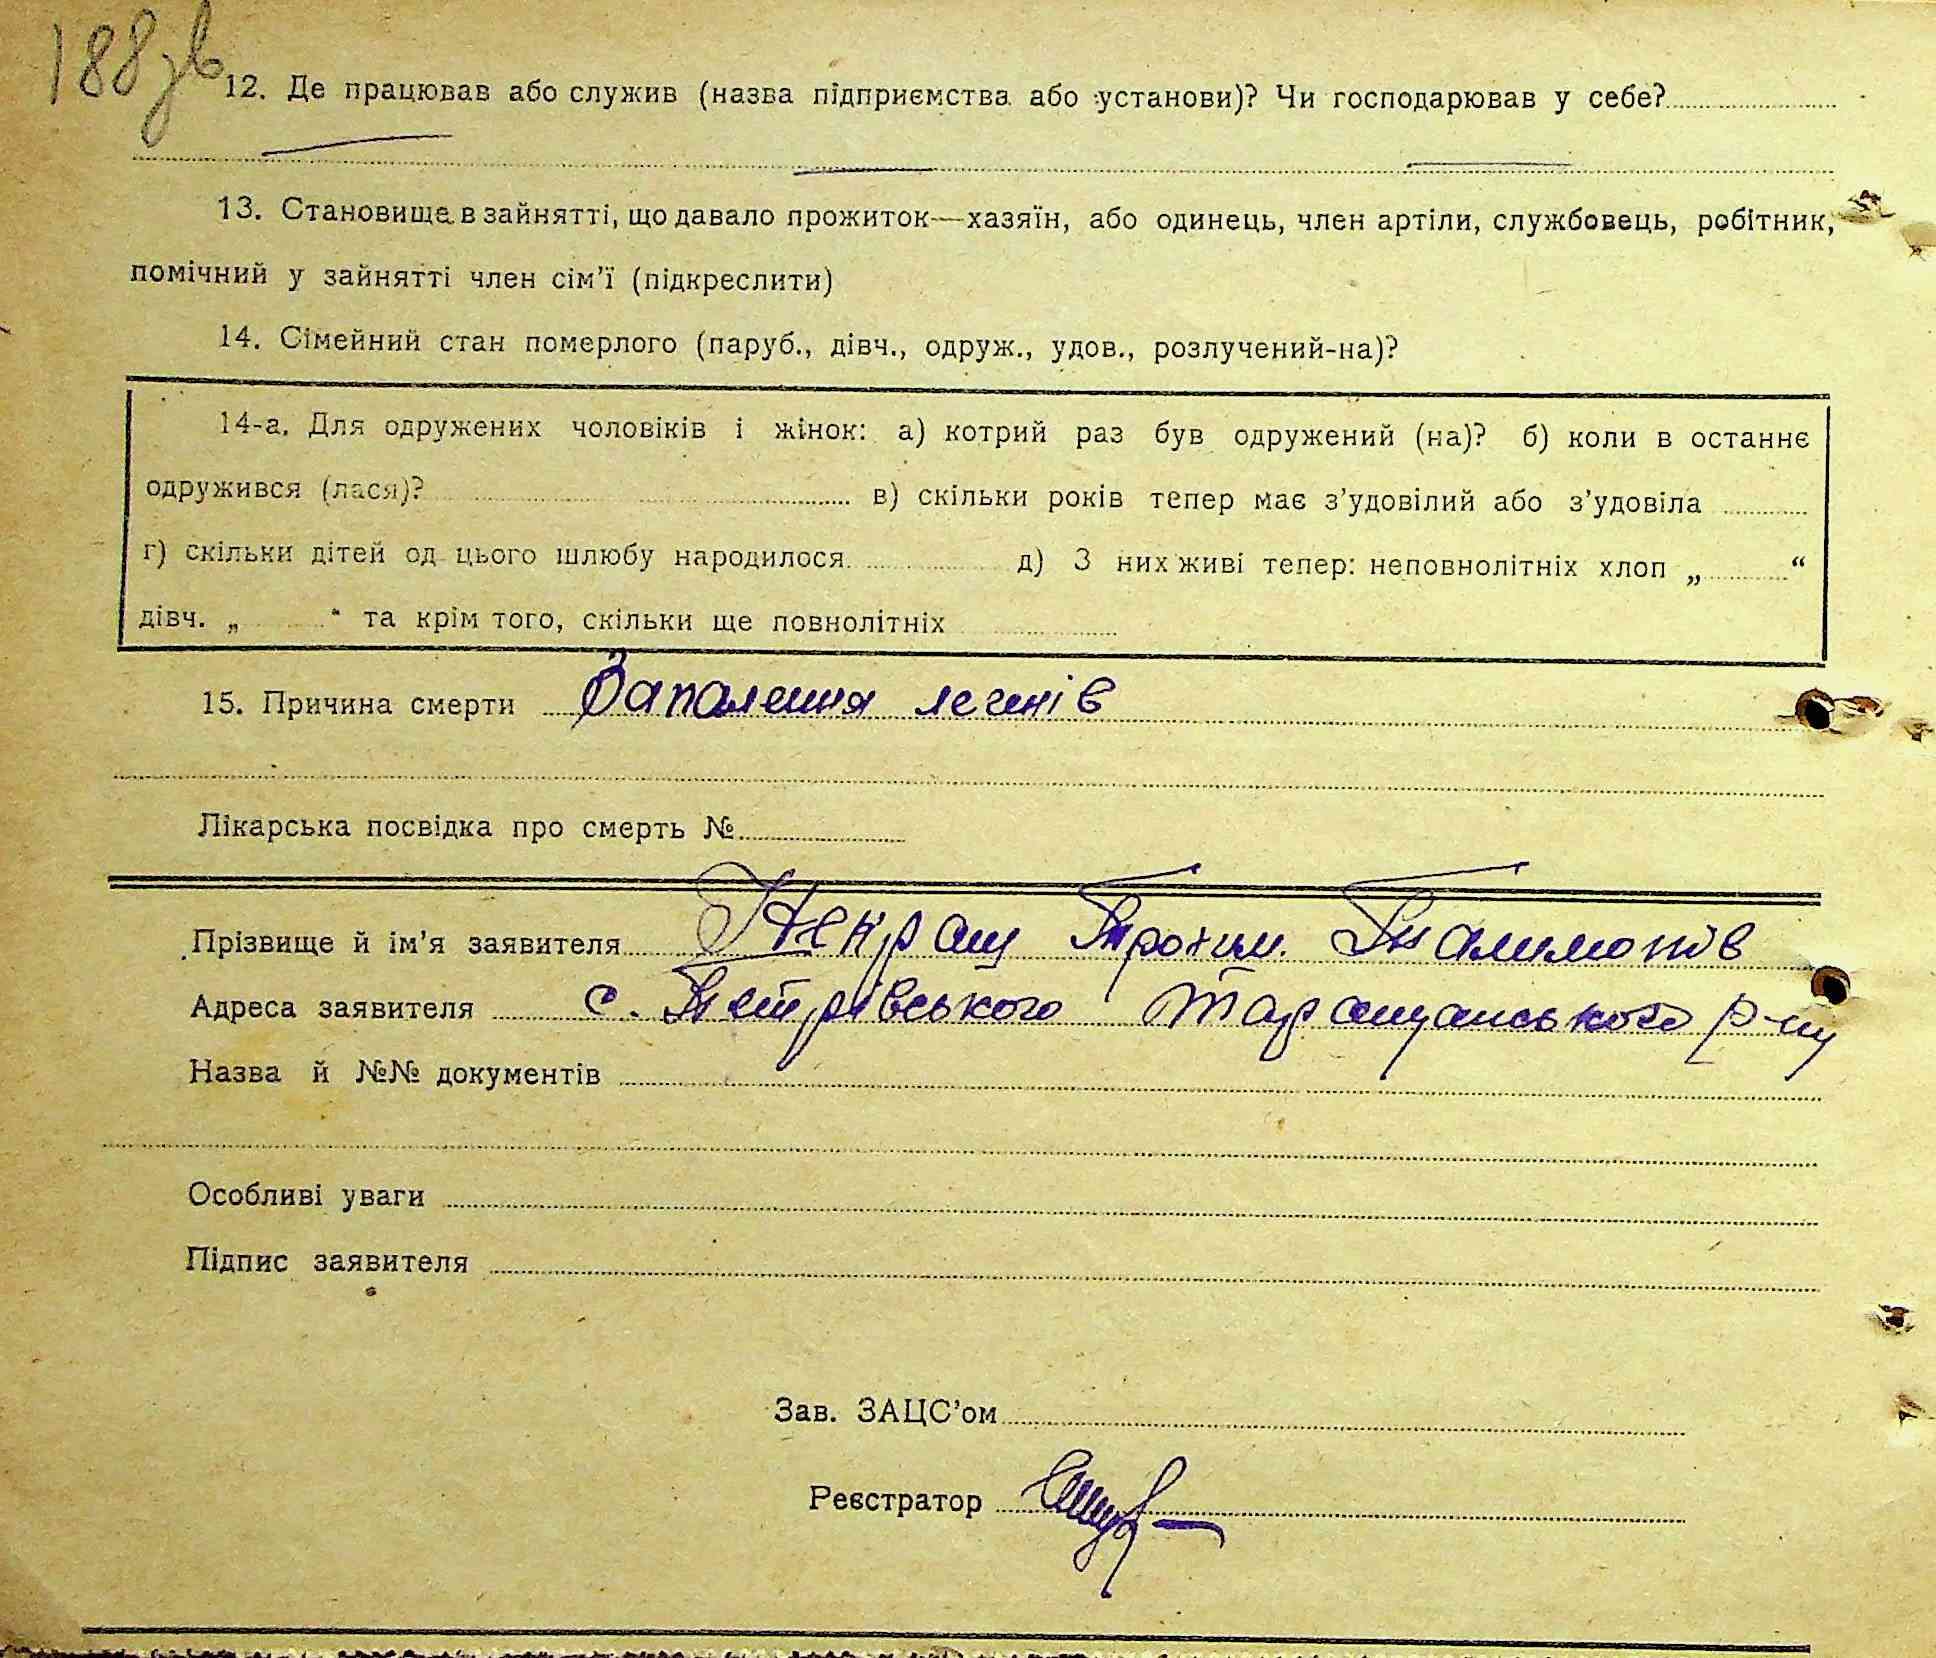 188зв
12. Де працював або служив (назва підприємства або установи)? Чи господарював у себе?
13. Становище в зайнятті, що давало прожиток—хазяїн, або одинець, член артіли, службовець, робітник,
помічний у зайнятті член сім'ї (підкреслити)
14. Сімейний стан померлого (паруб., дівч., одруж., удов., розлучений-на)?
14-а. Для одружених чоловіків і жінок: а) котрий раз був одружений (на)? б) коли в останнє
одружився (лася)? в) скільки років тепер має з'удовілий або з'удовіла
г) скільки дітей од цього шлюбу народилося д) З них живі тепер: неповнолітніх хлоп „ “
дівч. „ “ та крім того, скільки ще повнолітніх
15. Причина смерти Запалення легенів
Лікарська посвідка про смерть №
Прізвище й ім'я заявителя Некращ Трохим
Адреса заявителя с. Петрівського Таращанського р-ну
Назва й №№ документів
Особливі уваги
Підпис заявителя
Зав. ЗАЦС'ом
Реєстратор